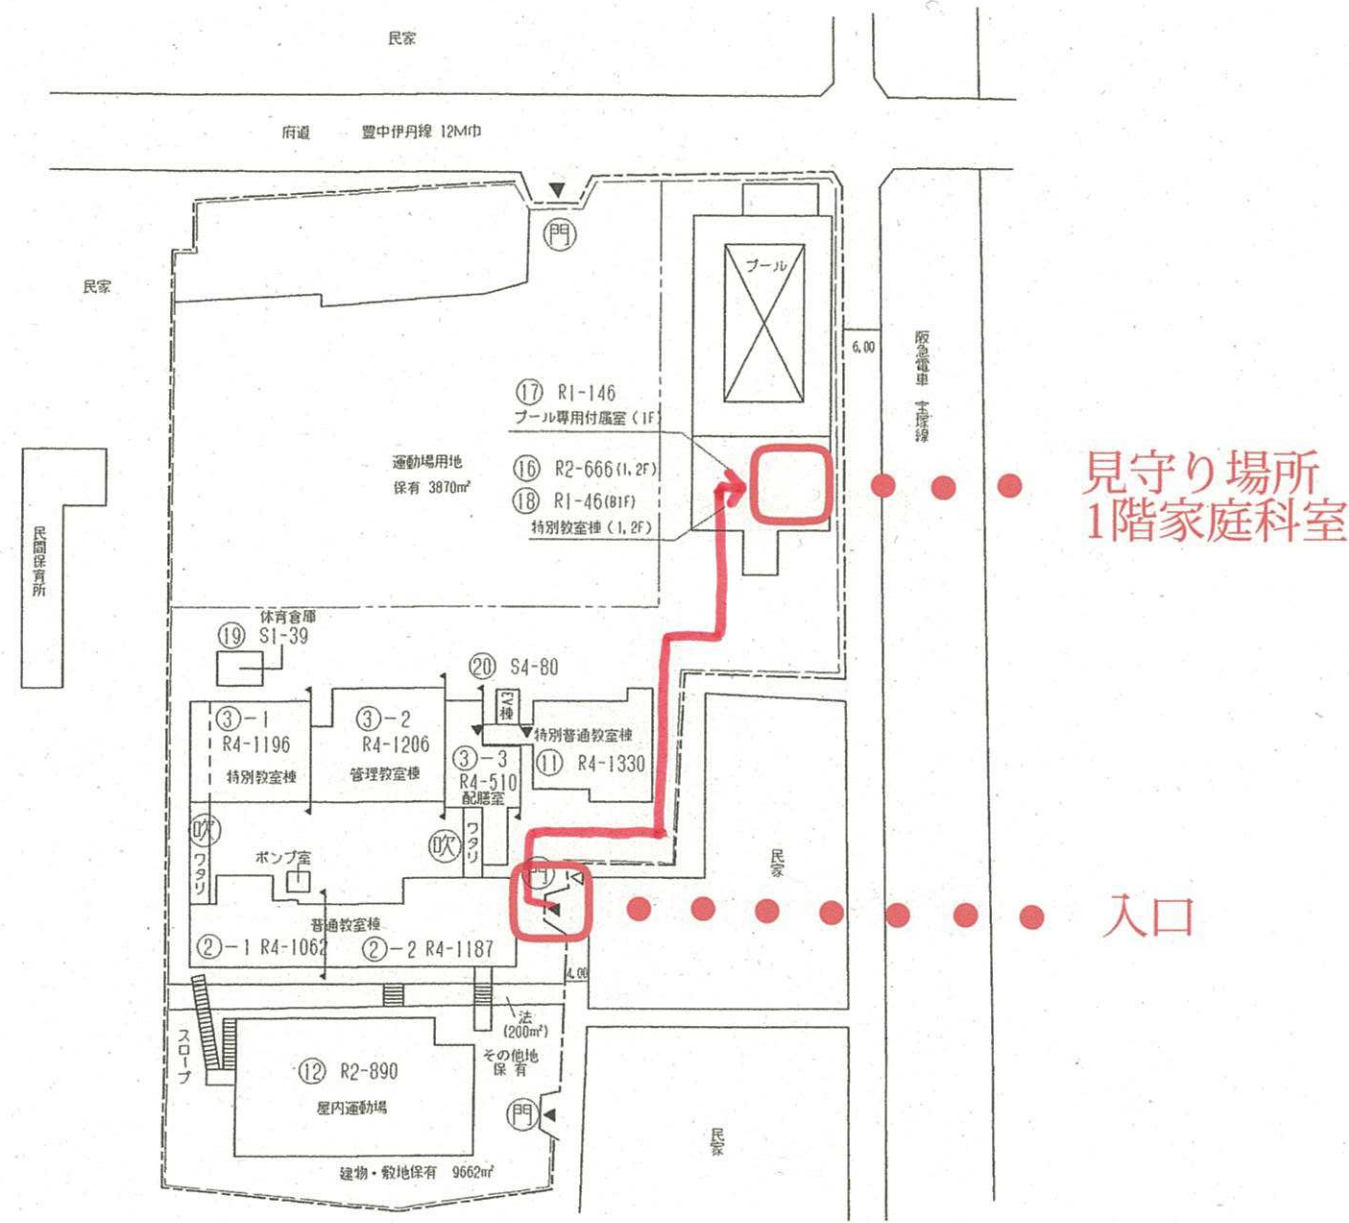 民家
府道 豊中伊丹線 12M巾
門
民家
プール
6.00
阪急電車 宝塚線
⑰ R1-146
プール専用付属室(1F)
運動場用地
保有 3870㎡
⑯ R2-666(1,2F)
⑱ R1-46(B1F)
特別教室棟(1,2F)
見守り場所
1階家庭科室
民間保育所
体育倉庫
⑲ S1-39
⑳ S4-80
EV棟
③-1
R4-1196
特別教室棟
③-2
R4-1206
管理教室棟
③-3
R4-510
配膳室
特別普通教室棟
⑪ R4-1330
吹
ワタリ
吹
ワタリ
ポンプ室
門
民家
入口
普通教室棟
②-1 R4-1062
②-2 R4-1187
4.00
法
(200㎡)
スロープ
その他地
保有
⑫ R2-890
屋内運動場
門
民家
建物・敷地保有 9662㎡